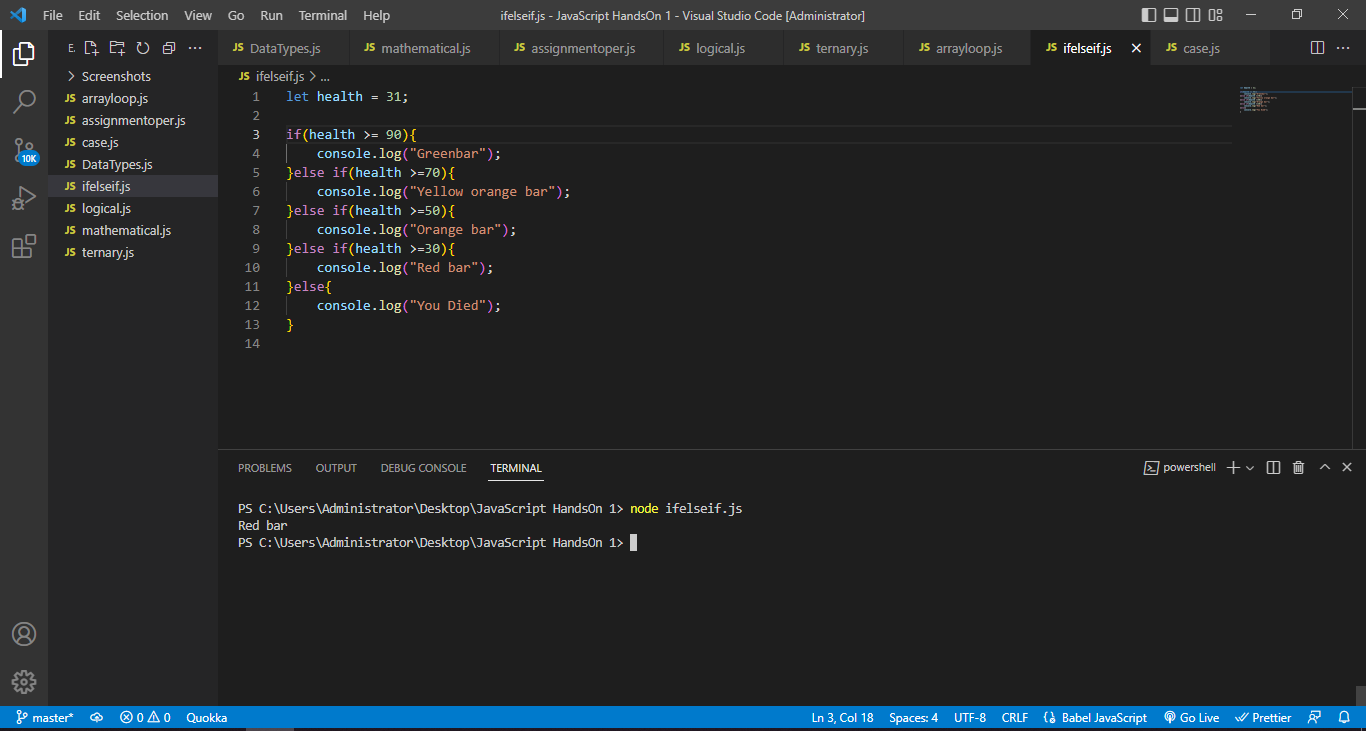 File Edit Selection View Go Run Terminal Help ifelseif.js - JavaScript HandsOn 1 - Visual Studio Code [Administrator]
E.
JS DataTypes.js JS mathematical.js JS assignmentoper.js JS logical.js JS ternary.js JS arrayloop.js JS ifelseif.js JS case.js
Screenshots
JS arrayloop.js
JS assignmentoper.js
JS case.js
JS DataTypes.js
JS ifelseif.js
JS logical.js
JS mathematical.js
JS ternary.js
10K
JS ifelseif.js > ...
1 let health = 31;
2
3 if(health >= 90){
4     console.log("Greenbar");
5 }else if(health >=70){
6     console.log("Yellow orange bar");
7 }else if(health >=50){
8     console.log("Orange bar");
9 }else if(health >=30){
10     console.log("Red bar");
11 }else{
12     console.log("You Died");
13 }
14
PROBLEMS OUTPUT DEBUG CONSOLE TERMINAL powershell
PS C:\Users\Administrator\Desktop\JavaScript HandsOn 1> node ifelseif.js
Red bar
PS C:\Users\Administrator\Desktop\JavaScript HandsOn 1>
master* 0 0 Quokka Ln 3, Col 18 Spaces: 4 UTF-8 CRLF Babel JavaScript Go Live Prettier